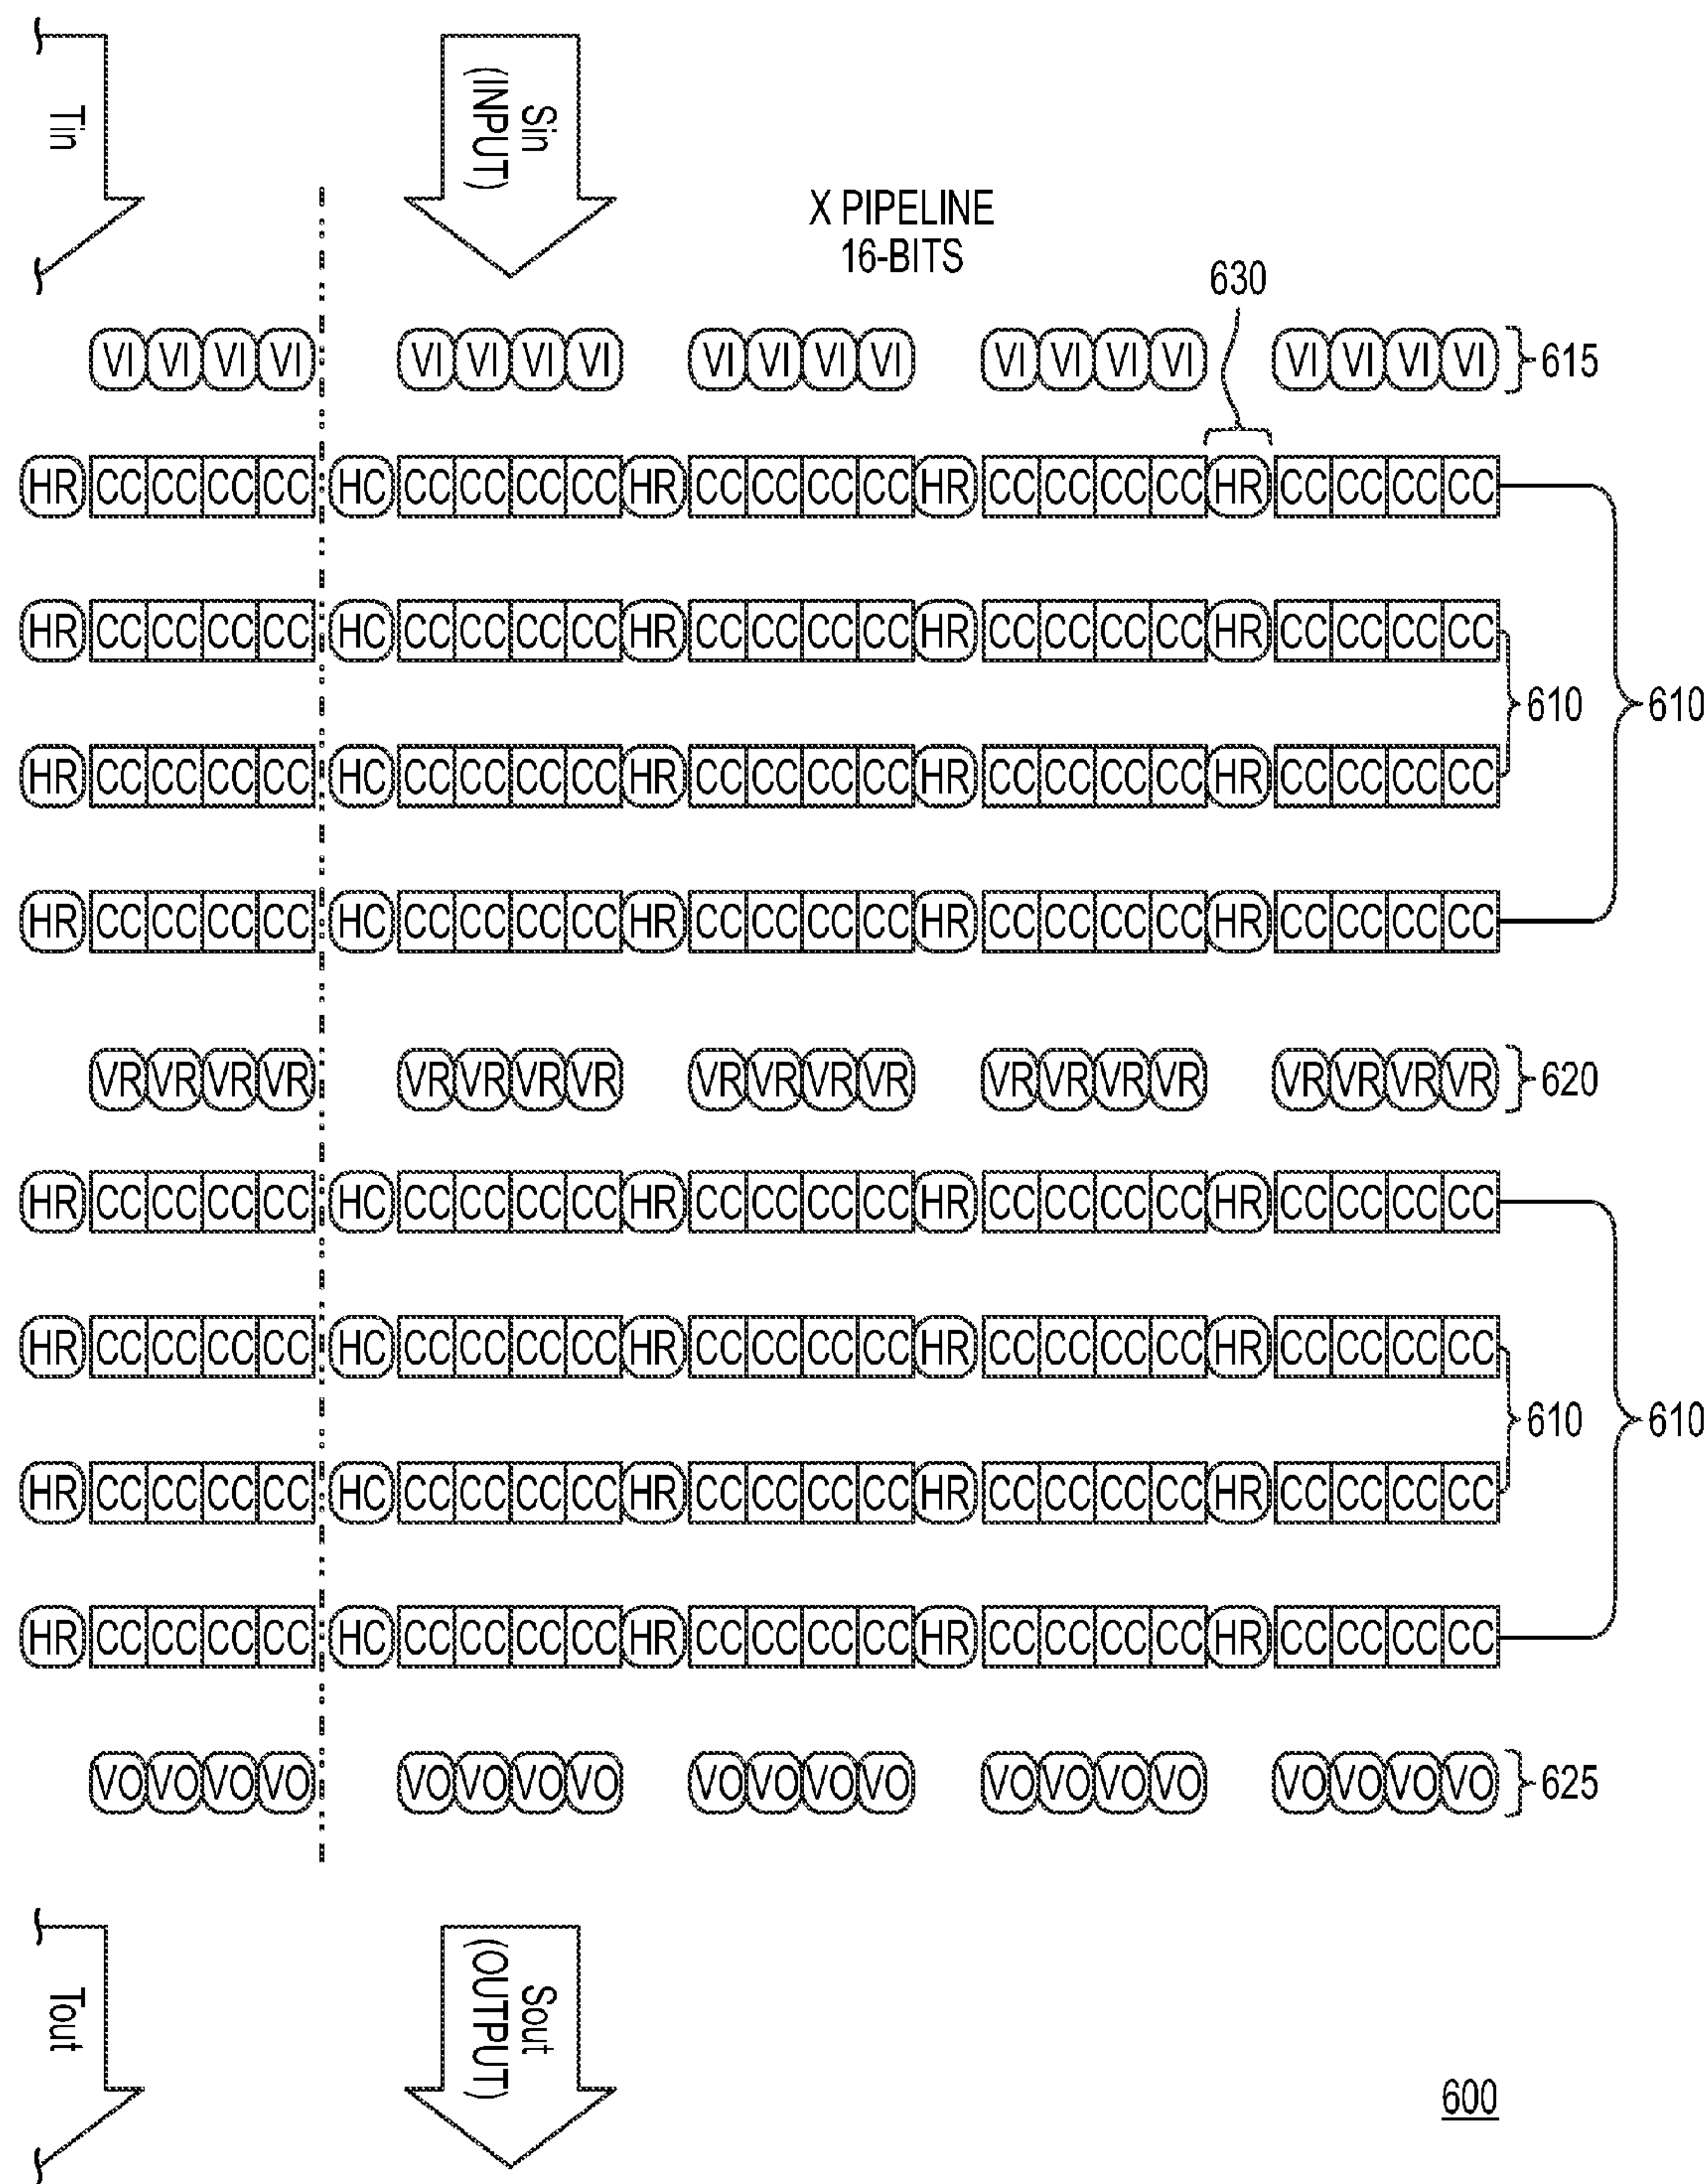 Tin
Sin
(INPUT)
X PIPELINE
16-BITS
630
VI VI VI VI VI VI VI VI VI VI VI VI VI VI VI VI VI VI VI VI 615
HR CC CC CC CC HC CC CC CC CC HR CC CC CC CC HR CC CC CC CC HR CC CC CC CC
HR CC CC CC CC HC CC CC CC CC HR CC CC CC CC HR CC CC CC CC HR CC CC CC CC
610 610
HR CC CC CC CC HC CC CC CC CC HR CC CC CC CC HR CC CC CC CC HR CC CC CC CC
HR CC CC CC CC HC CC CC CC CC HR CC CC CC CC HR CC CC CC CC HR CC CC CC CC
VR VR VR VR VR VR VR VR VR VR VR VR VR VR VR VR VR VR VR VR 620
HR CC CC CC CC HC CC CC CC CC HR CC CC CC CC HR CC CC CC CC HR CC CC CC CC
HR CC CC CC CC HC CC CC CC CC HR CC CC CC CC HR CC CC CC CC HR CC CC CC CC
610 610
HR CC CC CC CC HC CC CC CC CC HR CC CC CC CC HR CC CC CC CC HR CC CC CC CC
HR CC CC CC CC HC CC CC CC CC HR CC CC CC CC HR CC CC CC CC HR CC CC CC CC
VO VO VO VO VO VO VO VO VO VO VO VO VO VO VO VO VO VO VO VO 625
Tout
Sout
(OUTPUT)
600